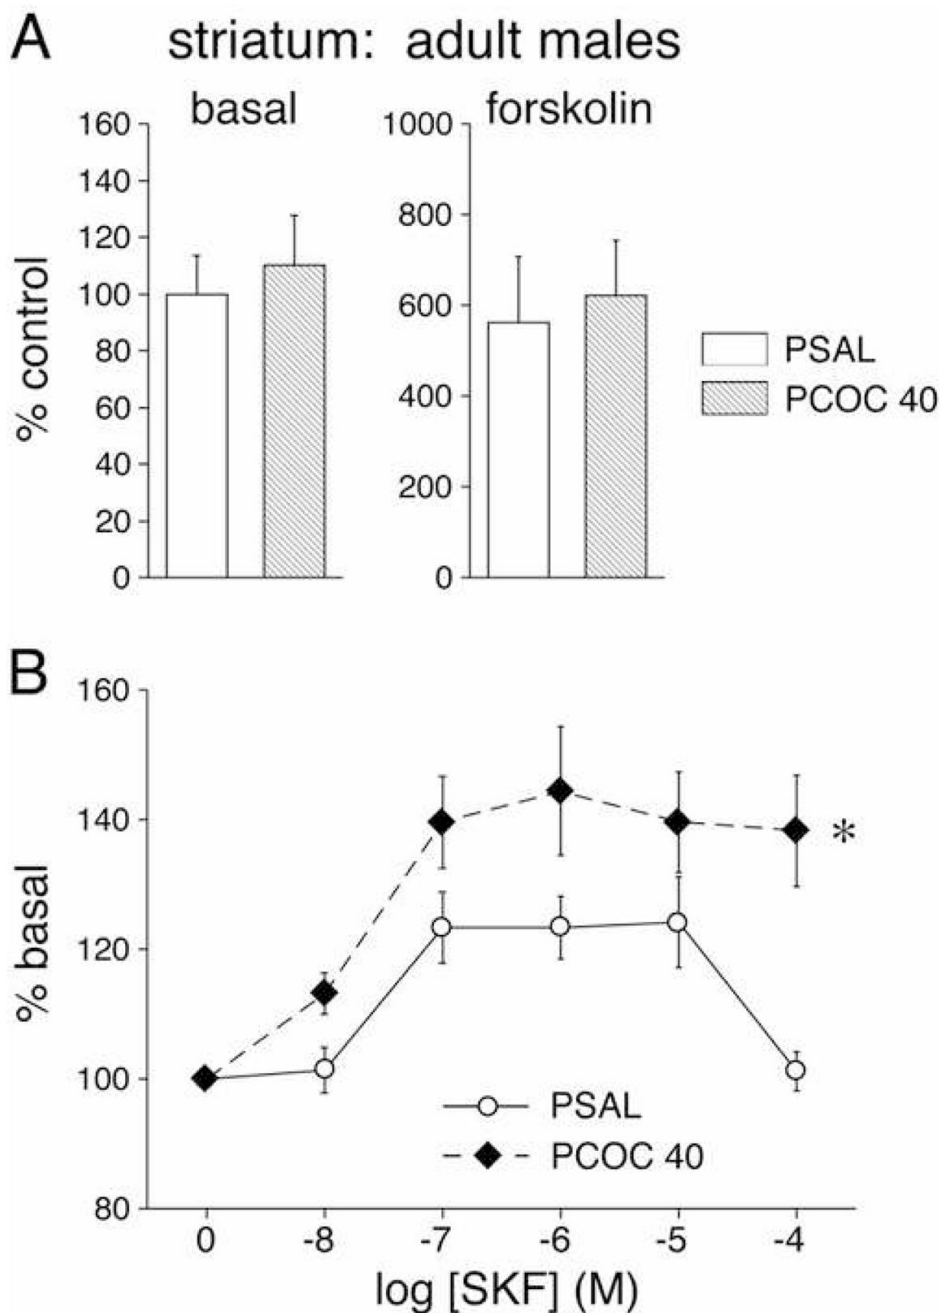 A striatum: adult males
basal
forskolin
% control
160
140
120
100
80
60
40
20
0
1000
800
600
400
200
0
PSAL
PCOC 40
B
% basal
160
140
120
100
80
PSAL
PCOC 40
*
0 -8 -7 -6 -5 -4
log [SKF] (M)